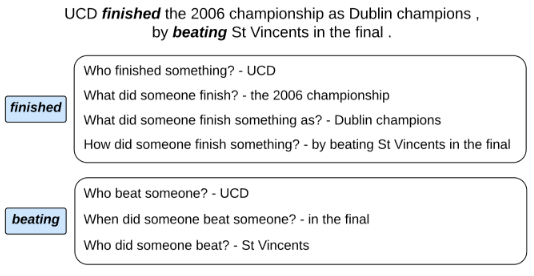 UCD finished the 2006 championship as Dublin champions ,
by beating St Vincents in the final .
finished
Who finished something? - UCD
What did someone finish? - the 2006 championship
What did someone finish something as? - Dublin champions
How did someone finish something? - by beating St Vincents in the final
beating
Who beat someone? - UCD
When did someone beat someone? - in the final
Who did someone beat? - St Vincents